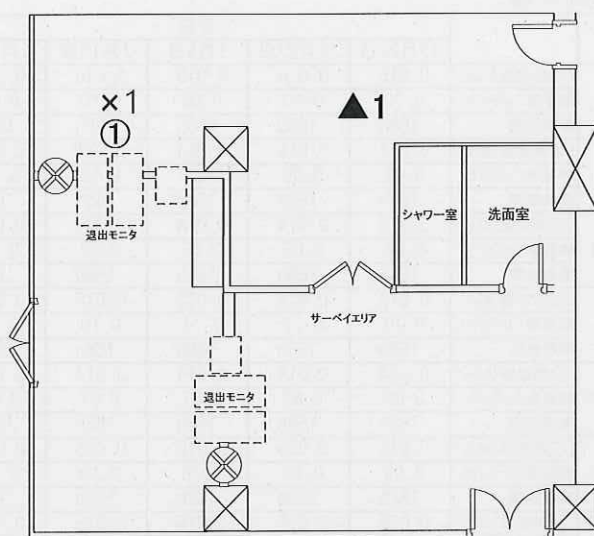 ×1
①
▲1
退出モニタ
シャワー室
洗面室
サーベイエリア
退出モニタ